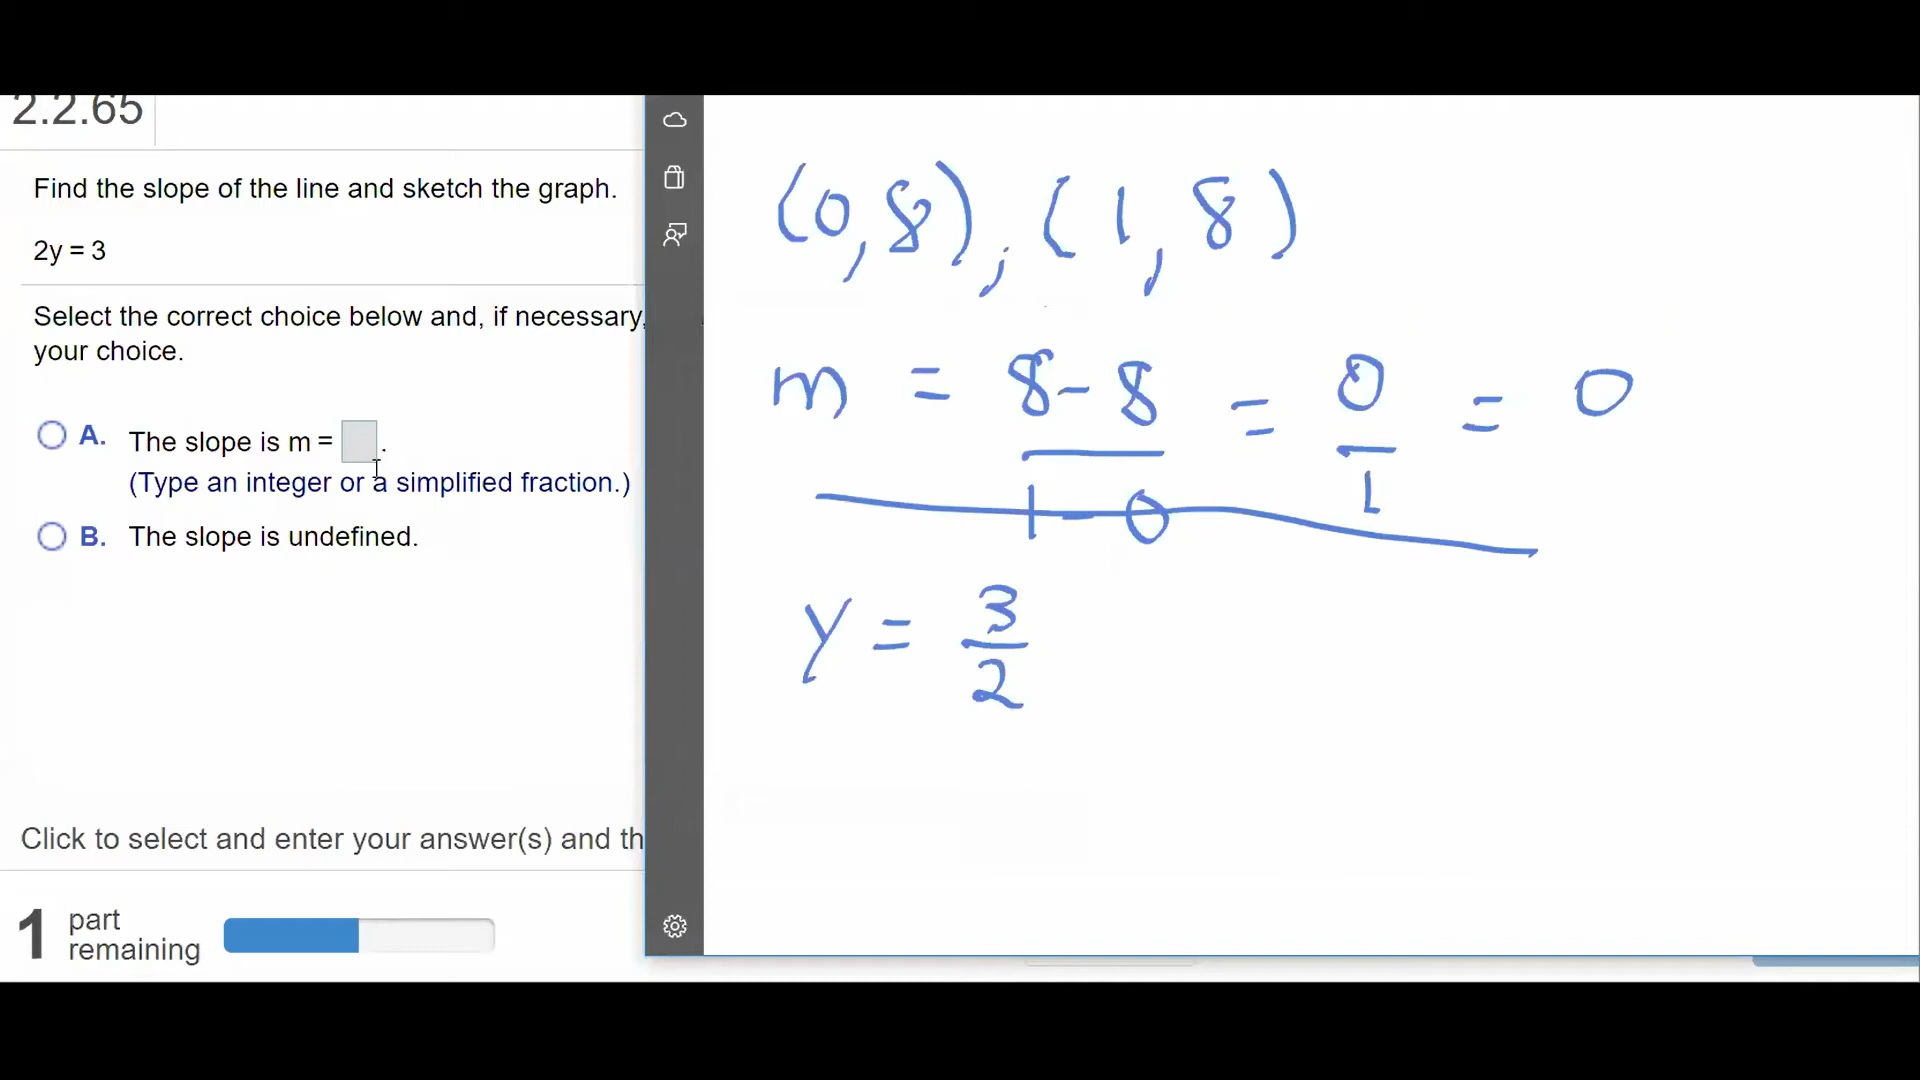 2.2.65
Find the slope of the line and sketch the graph.
2y = 3
Select the correct choice below and, if necessary,
your choice.
A. The slope is m = .
(Type an integer or a simplified fraction.)
B. The slope is undefined.
Click to select and enter your answer(s) and th
1 part remaining
(0,8), (1,8)
m = 8-8 = 0 = 0
1-0 1
y = 3
2